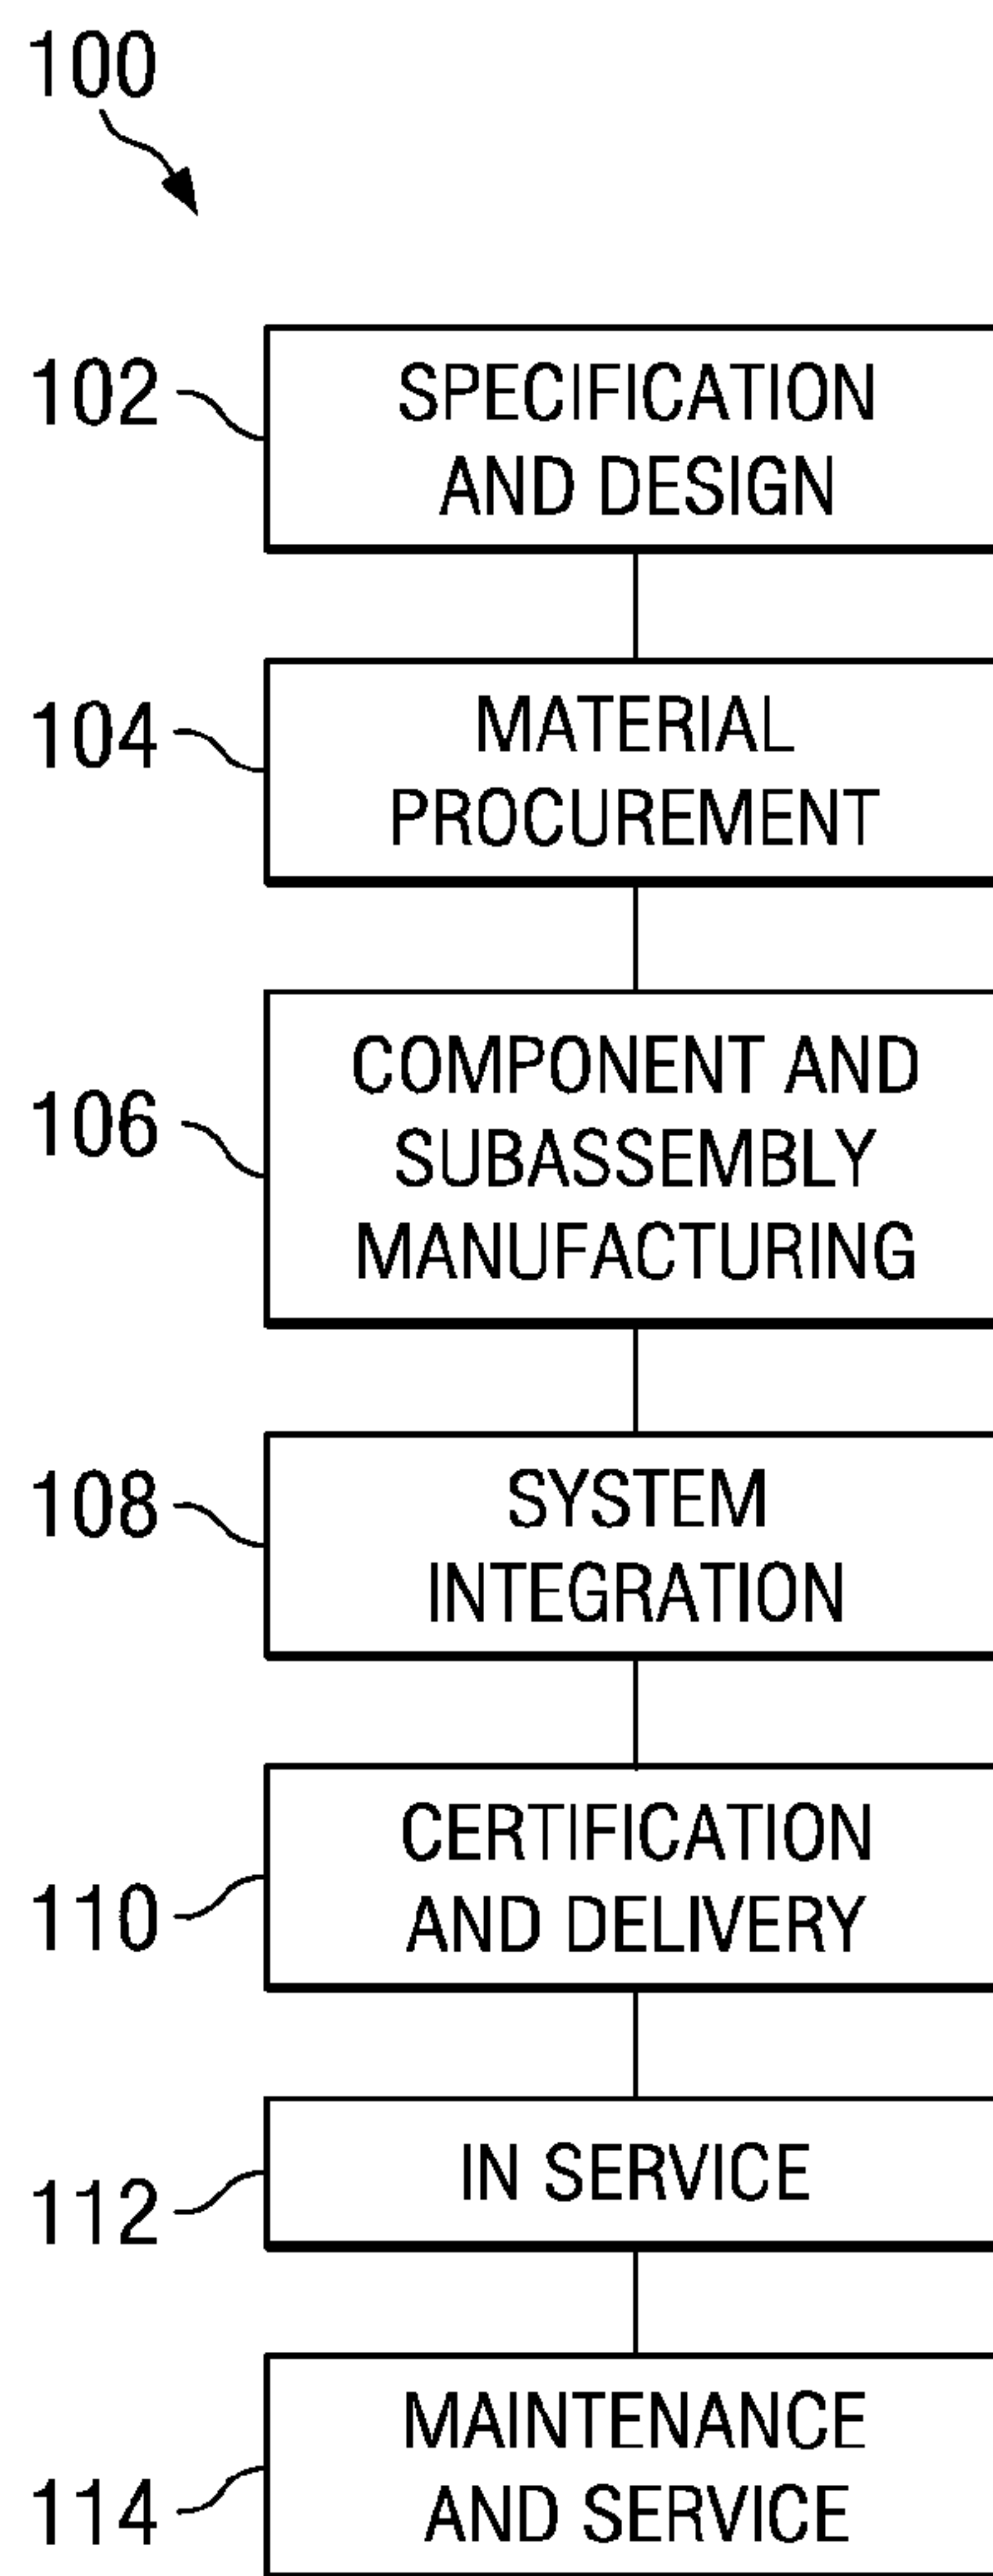 100
102
SPECIFICATION
AND DESIGN
104
MATERIAL
PROCUREMENT
106
COMPONENT AND
SUBASSEMBLY
MANUFACTURING
108
SYSTEM
INTEGRATION
110
CERTIFICATION
AND DELIVERY
112
IN SERVICE
114
MAINTENANCE
AND SERVICE